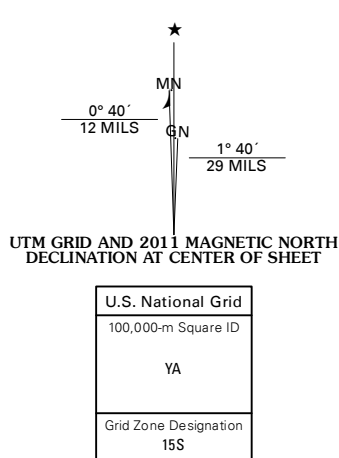 ★
MN
0° 40´
12 MILS
GN
1° 40´
29 MILS
UTM GRID AND 2011 MAGNETIC NORTH
DECLINATION AT CENTER OF SHEET
U.S. National Grid
100,000-m Square ID
YA
Grid Zone Designation
15S